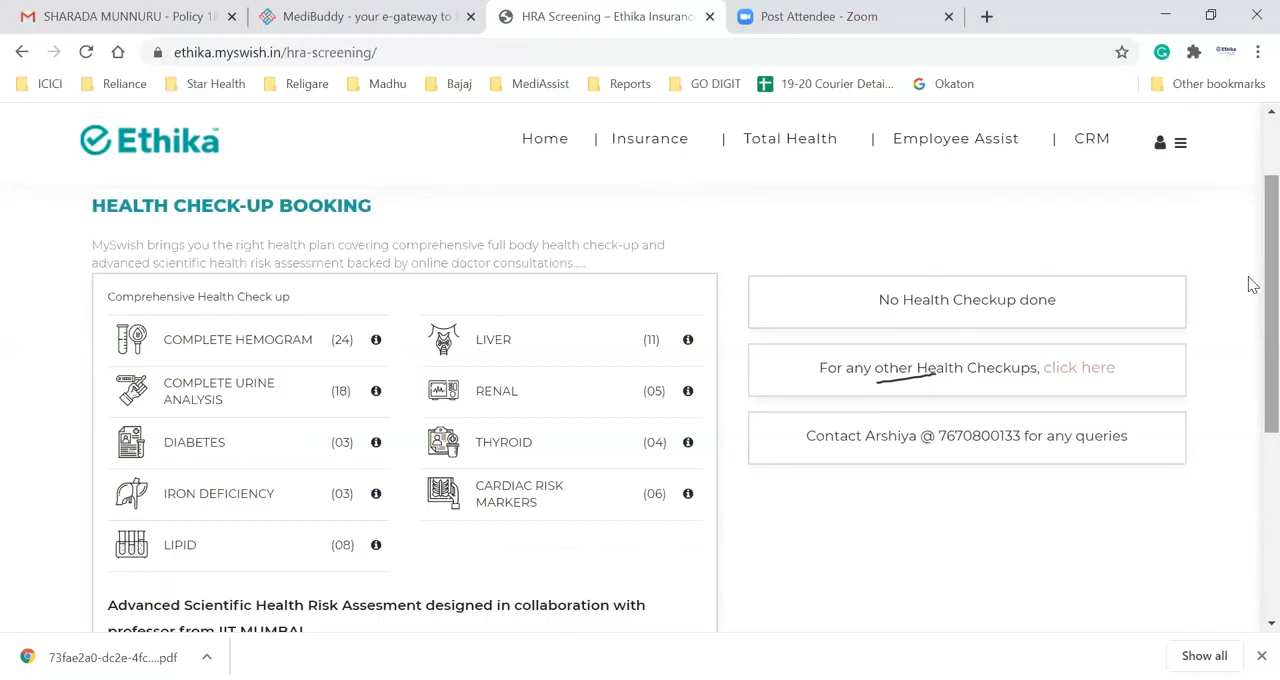 SHARADA MUNNURU - Policy 18
MediBuddy - your e-gateway to
HRA Screening – Ethika Insuranc
Post Attendee - Zoom
ethika.myswish.in/hra-screening/
ICICI
Reliance
Star Health
Religare
Madhu
Bajaj
MediAssist
Reports
GO DIGIT
19-20 Courier Detai...
Okaton
Other bookmarks
Ethika™
Home | Insurance | Total Health | Employee Assist | CRM
HEALTH CHECK-UP BOOKING
MySwish brings you the right health plan covering comprehensive full body health check-up and
advanced scientific health risk assessment backed by online doctor consultations.....
Comprehensive Health Check up
COMPLETE HEMOGRAM (24)
LIVER (11)
COMPLETE URINE
ANALYSIS (18)
RENAL (05)
DIABETES (03)
THYROID (04)
IRON DEFICIENCY (03)
CARDIAC RISK
MARKERS (06)
LIPID (08)
Advanced Scientific Health Risk Assesment designed in collaboration with
professor from IIT MUMBAI
No Health Checkup done
For any other Health Checkups, click here
Contact Arshiya @ 7670800133 for any queries
73fae2a0-dc2e-4fc....pdf
Show all